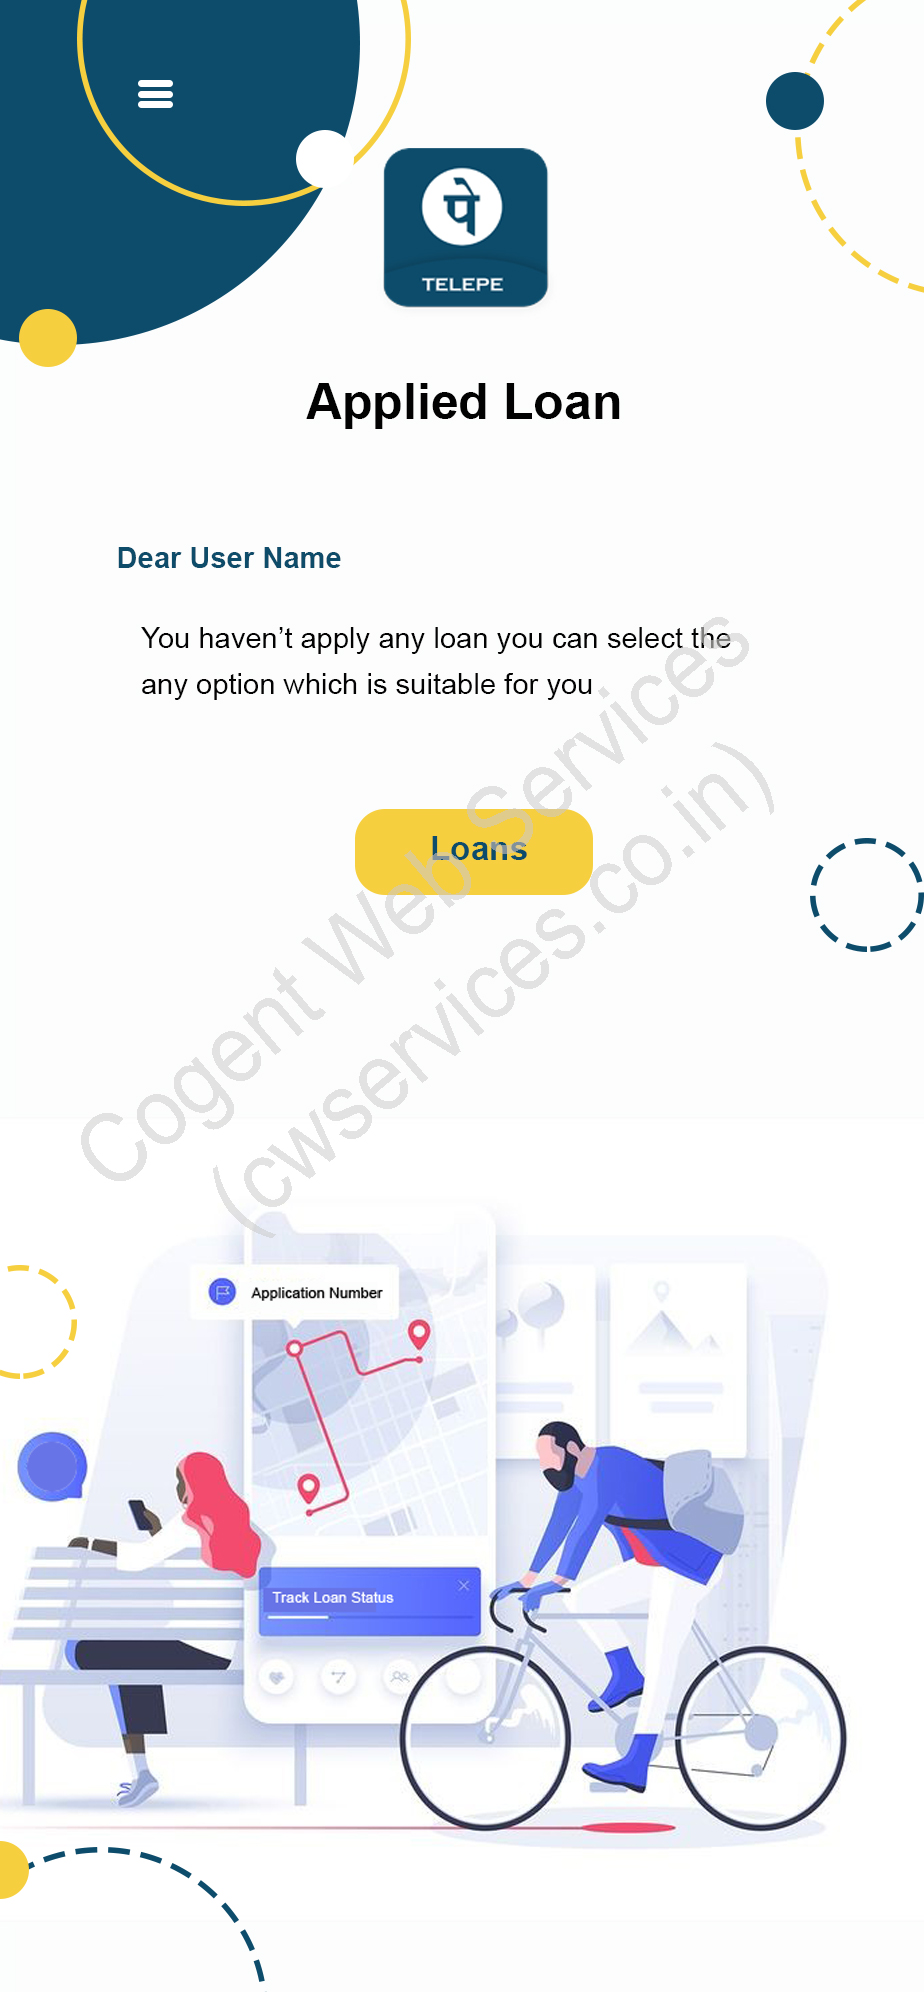 पे
TELEPE
Applied Loan
Dear User Name
You haven’t apply any loan you can select the
any option which is suitable for you
Loans
Cogent Web Services
(cwservices.co.in)
Application Number
Track Loan Status